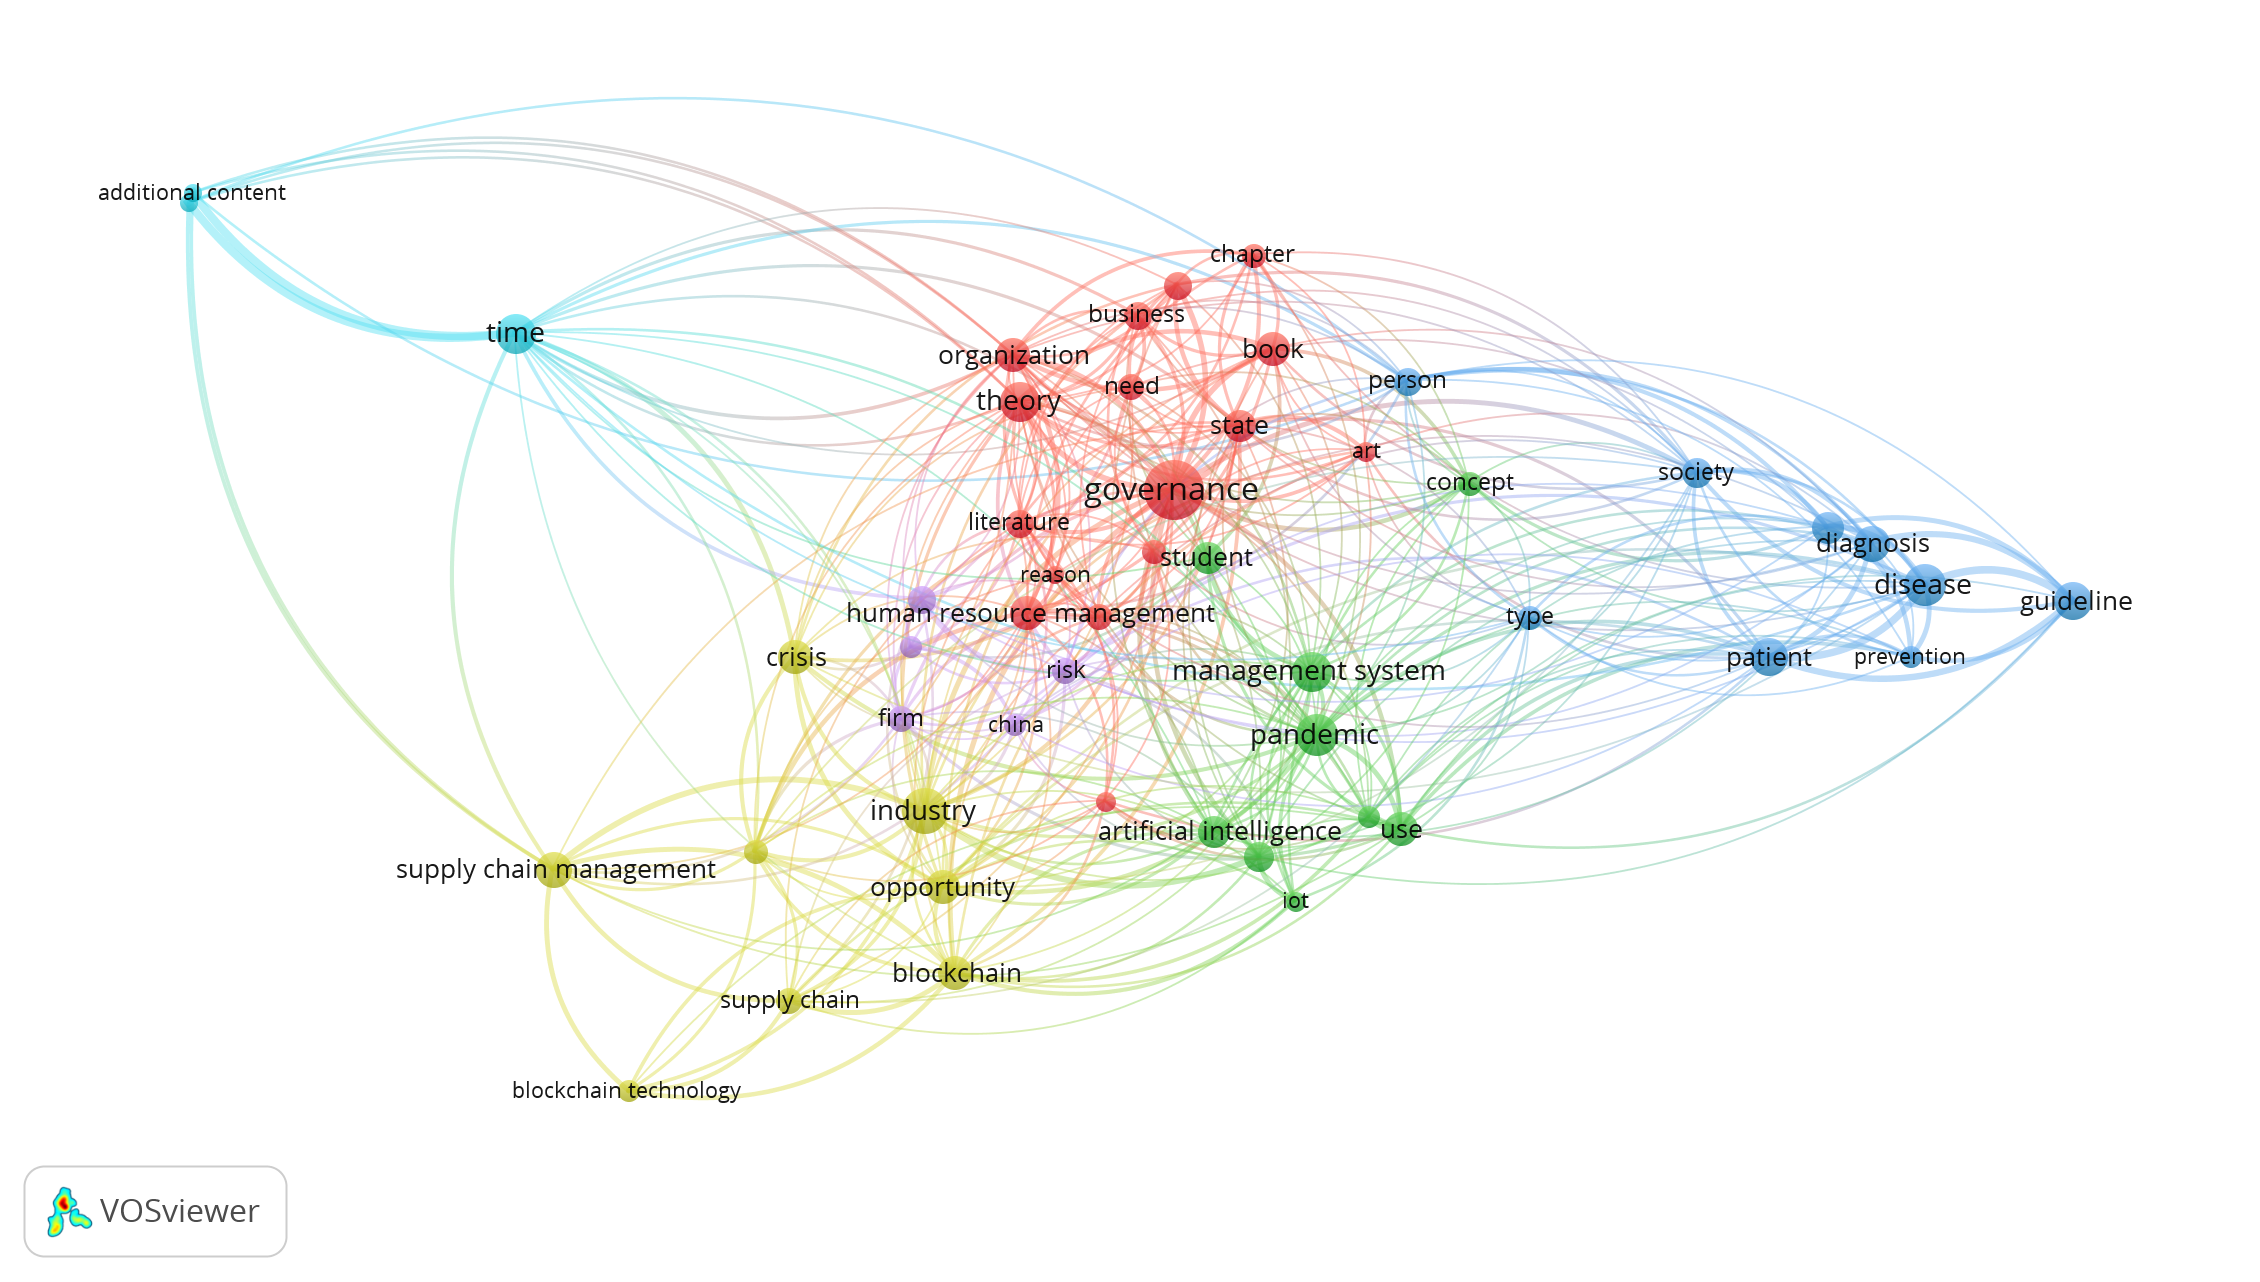 additional content
chapter
business
time
organization
book
need
person
theory
state
art
governance
society
concept
literature
diagnosis
student
reason
disease
guideline
human resource management
type
crisis
risk
management system
patient
prevention
firm
china
pandemic
industry
artificial intelligence
use
supply chain management
opportunity
iot
blockchain
supply chain
blockchain technology
VOSviewer